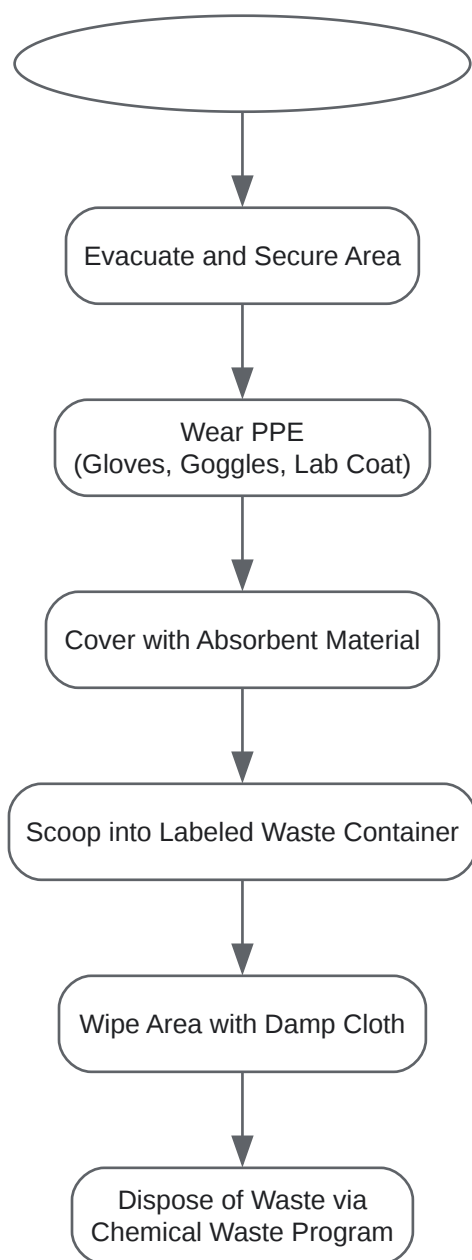 Evacuate and Secure Area
Wear PPE
(Gloves, Goggles, Lab Coat)
Cover with Absorbent Material
Scoop into Labeled Waste Container
Wipe Area with Damp Cloth
Dispose of Waste via
Chemical Waste Program